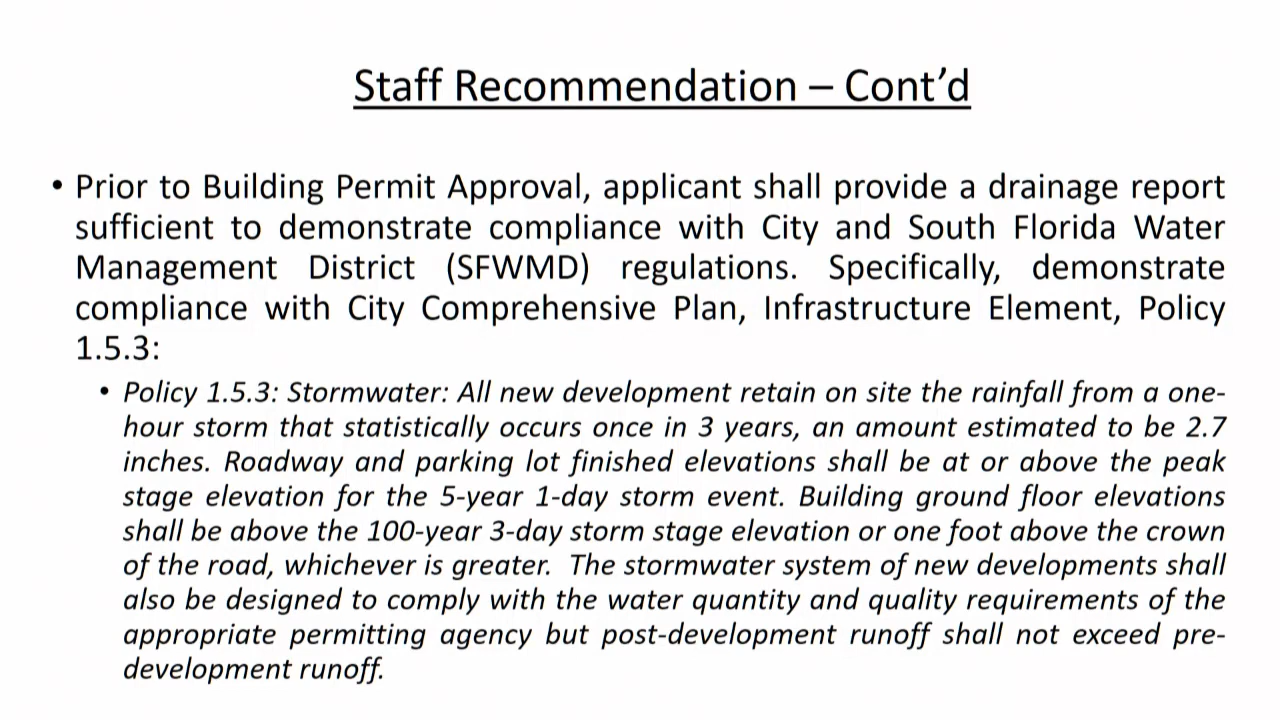 Staff Recommendation – Cont’d
• Prior to Building Permit Approval, applicant shall provide a drainage report
sufficient to demonstrate compliance with City and South Florida Water
Management District (SFWMD) regulations. Specifically, demonstrate
compliance with City Comprehensive Plan, Infrastructure Element, Policy
1.5.3:
• Policy 1.5.3: Stormwater: All new development retain on site the rainfall from a one-
hour storm that statistically occurs once in 3 years, an amount estimated to be 2.7
inches. Roadway and parking lot finished elevations shall be at or above the peak
stage elevation for the 5-year 1-day storm event. Building ground floor elevations
shall be above the 100-year 3-day storm stage elevation or one foot above the crown
of the road, whichever is greater.  The stormwater system of new developments shall
also be designed to comply with the water quantity and quality requirements of the
appropriate permitting agency but post-development runoff shall not exceed pre-
development runoff.